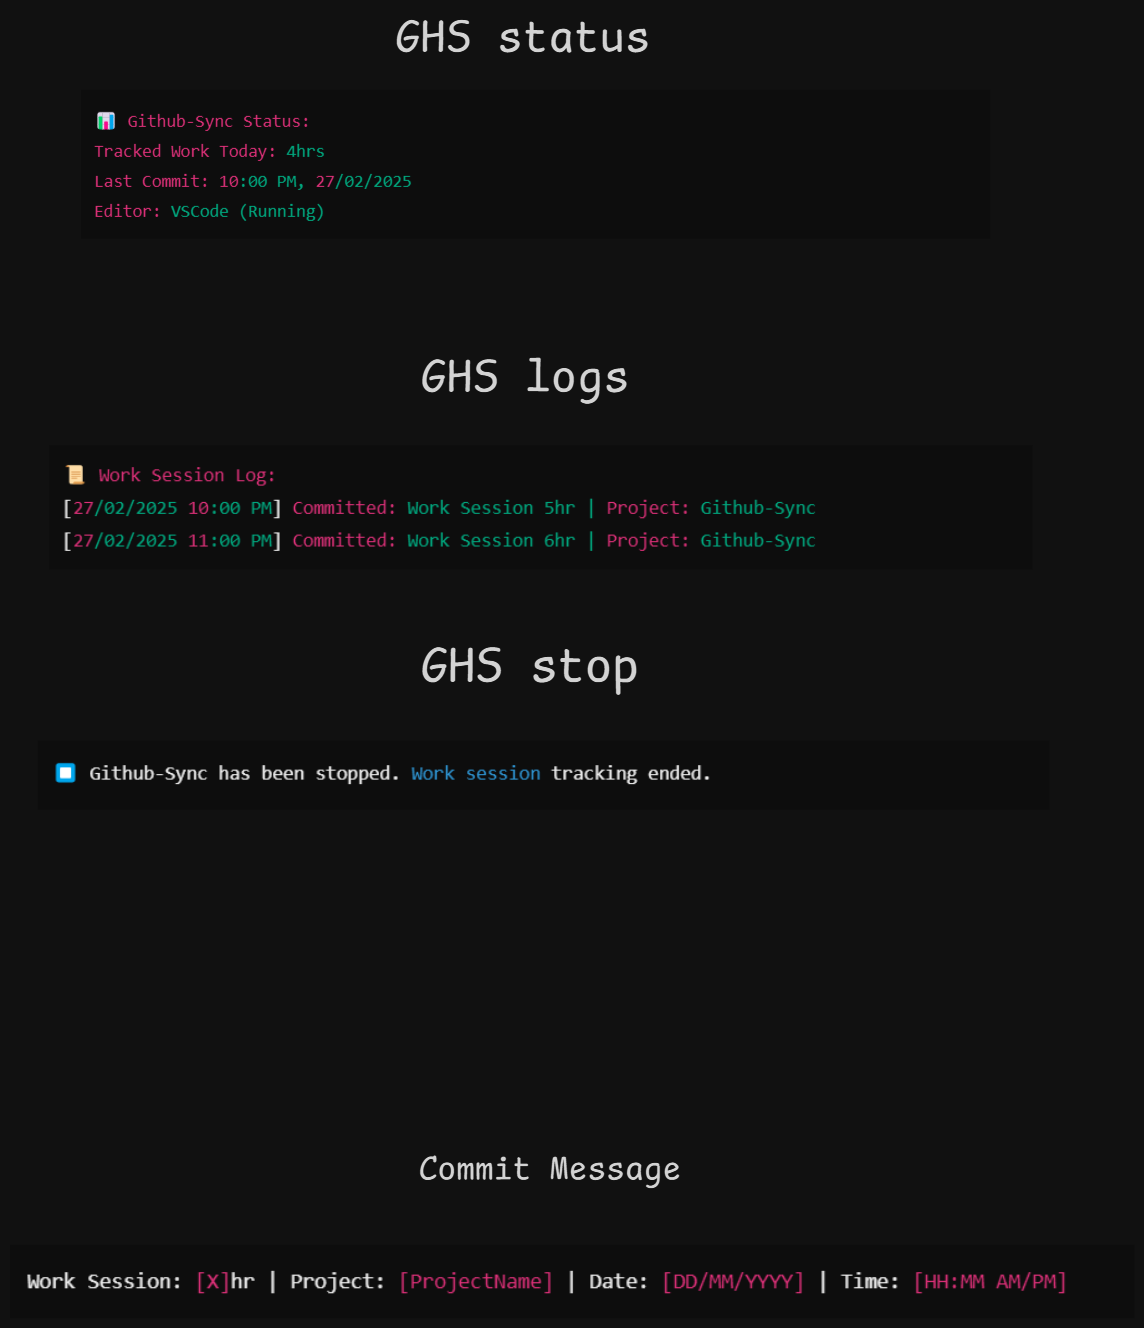 GHS status
📊 Github-Sync Status:
Tracked Work Today: 4hrs
Last Commit: 10:00 PM, 27/02/2025
Editor: VSCode (Running)
GHS logs
📜 Work Session Log:
[27/02/2025 10:00 PM] Committed: Work Session 5hr | Project: Github-Sync
[27/02/2025 11:00 PM] Committed: Work Session 6hr | Project: Github-Sync
GHS stop
⏹️ Github-Sync has been stopped. Work session tracking ended.
Commit Message
Work Session: [X]hr | Project: [ProjectName] | Date: [DD/MM/YYYY] | Time: [HH:MM AM/PM]